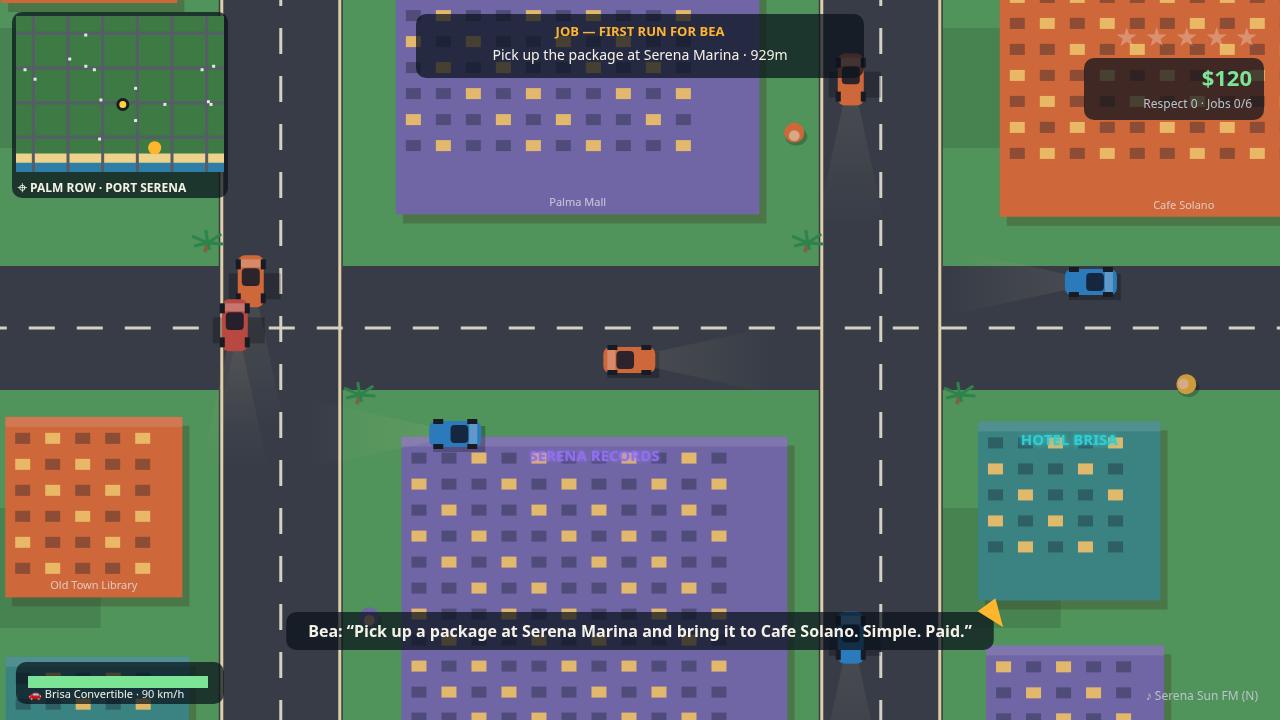 JOB — FIRST RUN FOR BEA
Pick up the package at Serena Marina · 929m
$120
Respect 0 · Jobs 0/6
⌖ PALM ROW · PORT SERENA
Palma Mall
Cafe Solano
SERENA RECORDS
HOTEL BRISA
Old Town Library
Bea: “Pick up a package at Serena Marina and bring it to Cafe Solano. Simple. Paid.”
🚗 Brisa Convertible · 90 km/h
♪ Serena Sun FM (N)